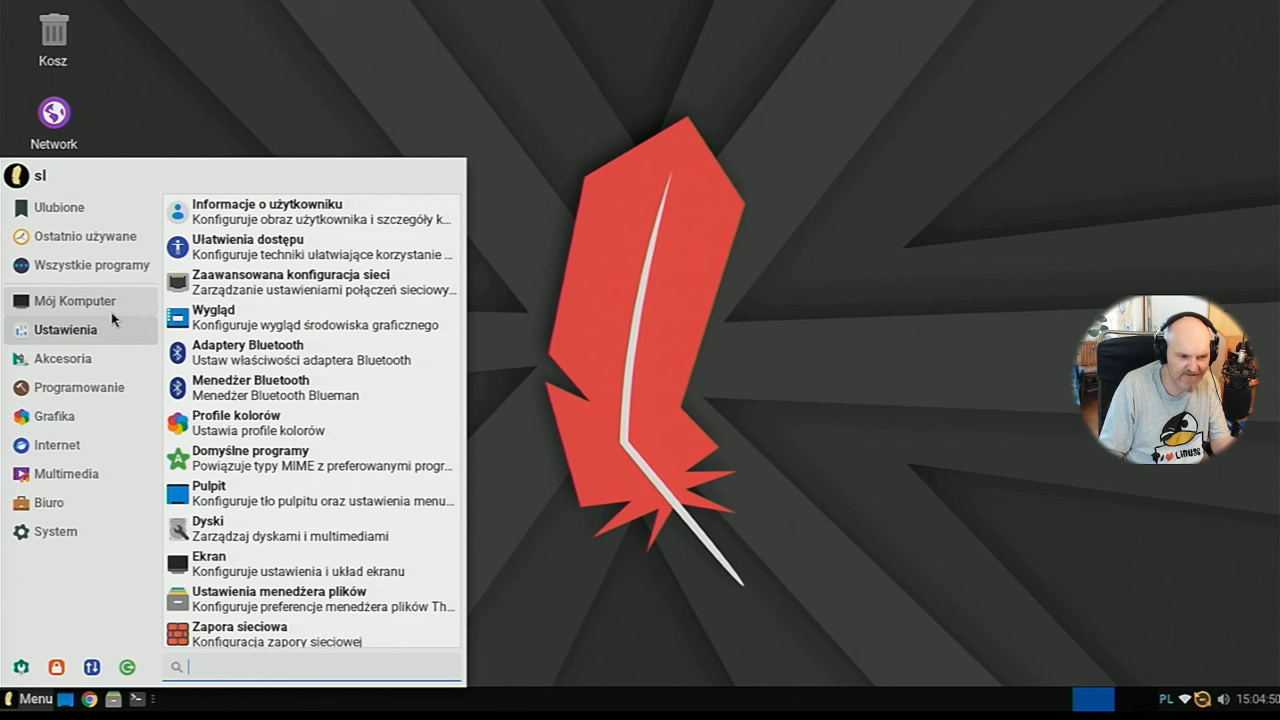 Kosz
Network
sl
Ulubione
Ostatnio używane
Wszystkie programy
Mój Komputer
Ustawienia
Akcesoria
Programowanie
Grafika
Internet
Multimedia
Biuro
System
Informacje o użytkowniku
Konfiguruje obraz użytkownika i szczegóły k...
Ułatwienia dostępu
Konfiguruje techniki ułatwiające korzystanie ...
Zaawansowana konfiguracja sieci
Zarządzanie ustawieniami połączeń sieciowy...
Wygląd
Konfiguruje wygląd środowiska graficznego
Adaptery Bluetooth
Ustaw właściwości adaptera Bluetooth
Menedżer Bluetooth
Menedżer Bluetooth Blueman
Profile kolorów
Ustawia profile kolorów
Domyślne programy
Powiązuje typy MIME z preferowanymi progr...
Pulpit
Konfiguruje tło pulpitu oraz ustawienia menu...
Dyski
Zarządzaj dyskami i multimediami
Ekran
Konfiguruje ustawienia i układ ekranu
Ustawienia menedżera plików
Konfiguruje preferencje menedżera plików Th...
Zapora sieciowa
Konfiguracja zapory sieciowej
I ♥ Linux
Menu
PL
15:04:50